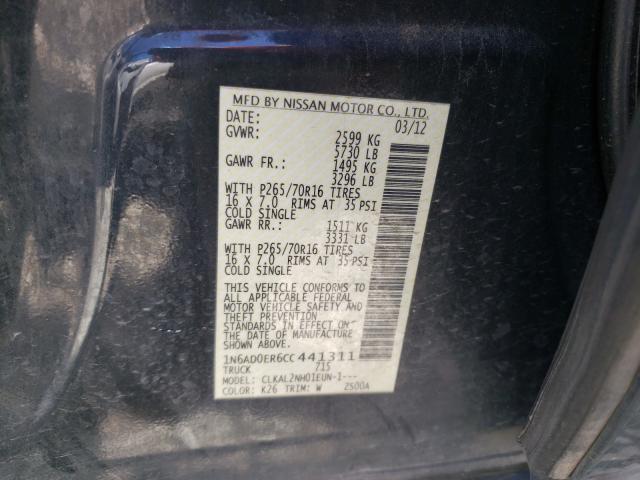 MFD BY NISSAN MOTOR CO., LTD.
DATE: 03/12
GVWR: 2599 KG
5730 LB
GAWR FR.: 1495 KG
3296 LB
WITH P265/70R16 TIRES
16 X 7.0 RIMS AT 35 PSI
COLD SINGLE
GAWR RR.: 1511 KG
3331 LB
WITH P265/70R16 TIRES
16 X 7.0 RIMS AT 35 PSI
COLD SINGLE
THIS VEHICLE CONFORMS TO
ALL APPLICABLE FEDERAL
MOTOR VEHICLE SAFETY AND
THEFT PREVENTION
STANDARDS IN EFFECT ON
THE DATE OF MANUFACTURE
SHOWN ABOVE.
1N6AD0ER6CC 441311
TRUCK 715
MODEL: CLKAL2NH01EUN-1---
COLOR: K26 TRIM: W Z500A